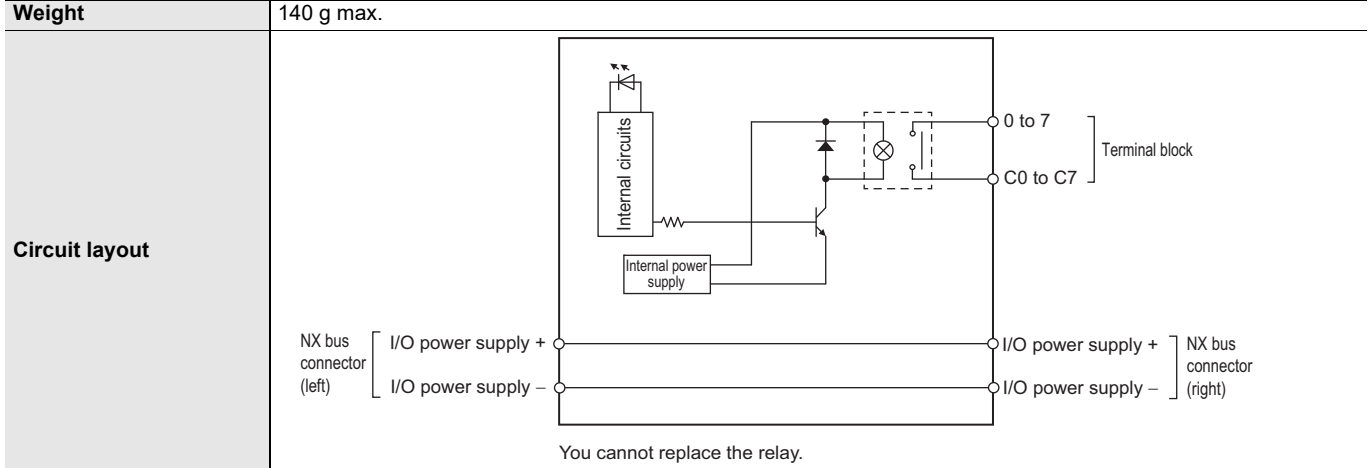 Weight
140 g max.
Circuit layout
Internal circuits
Internal power
supply
0 to 7
C0 to C7
Terminal block
NX bus
connector
(left)
I/O power supply +
I/O power supply −
I/O power supply +
I/O power supply −
NX bus
connector
(right)
You cannot replace the relay.